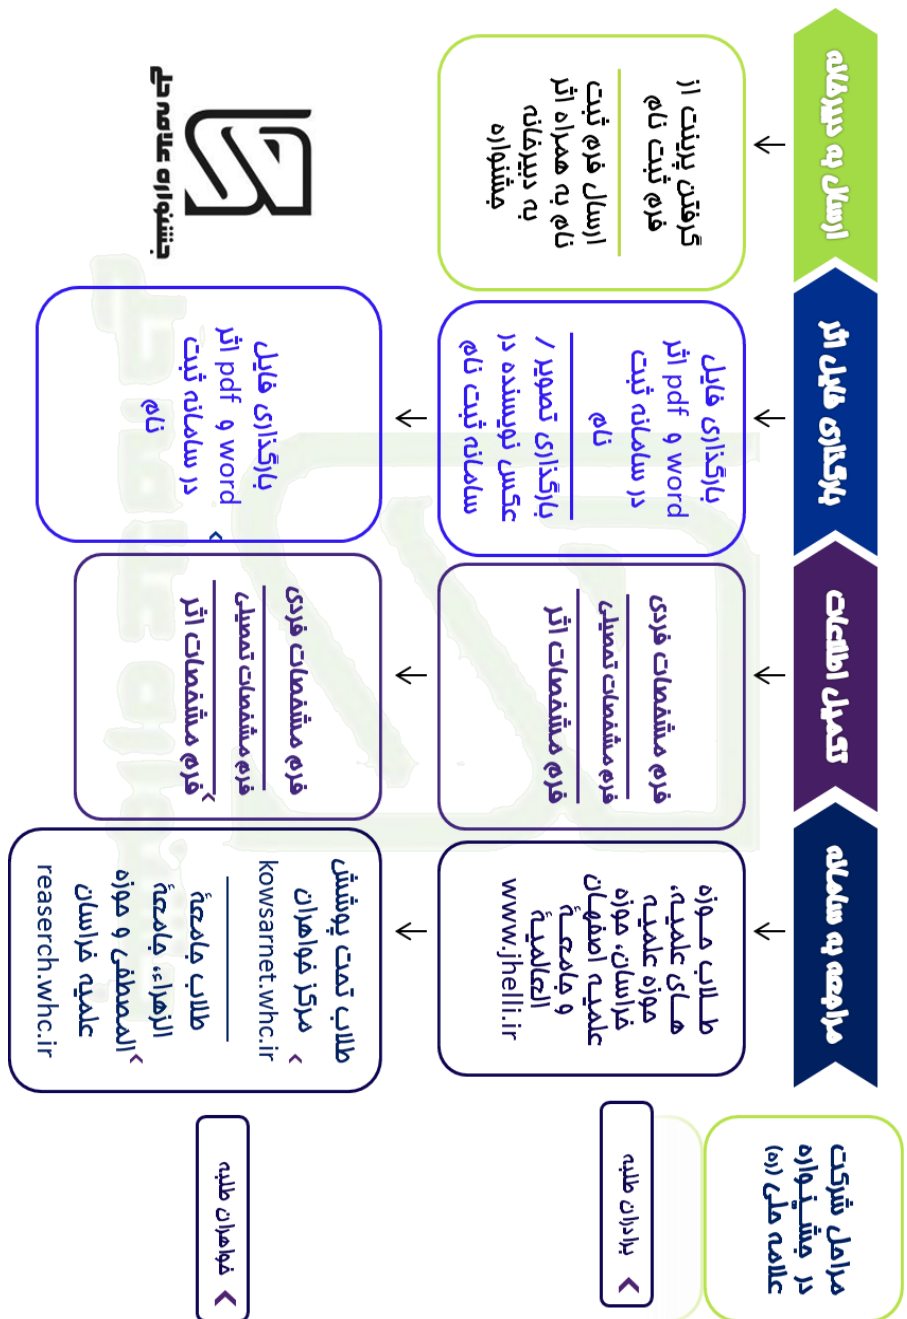 مراحل شرکت
در جشنواره
علامه حلی (ره)
مراجعه به سامانه
تکمیل اطلاعات
بارگذاری فایل اثر
ارسال به دبیرخانه
برادران طلبه
طلاب حوزه
های علمیه،
حوزه علمیه
خراسان، حوزه
علمیه اصفهان
و جامعة
العالمیة
www.jhelli.ir
فرم مشخصات فردی
فرم مشخصات تحصیلی
فرم مشخصات اثر
بارگذاری فایل
word و pdf اثر
در سامانه ثبت
نام
بارگذاری تصویر /
عکس نویسنده در
سامانه ثبت نام
گرفتن پرینت از
فرم ثبت نام
ارسال فرم ثبت
نام به همراه اثر
به دبیرخانه
جشنواره
خواهران طلبه
طلاب تحت پوشش
مرکز خواهران
kowsarnet.whc.ir
طلاب جامعة
الزهراء، جامعة
المصطفی و حوزه
علمیه خراسان
reaserch.whc.ir
فرم مشخصات فردی
فرم مشخصات تحصیلی
فرم مشخصات اثر
بارگذاری فایل
word و pdf اثر
در سامانه ثبت
نام
جشنواره علامه حلی